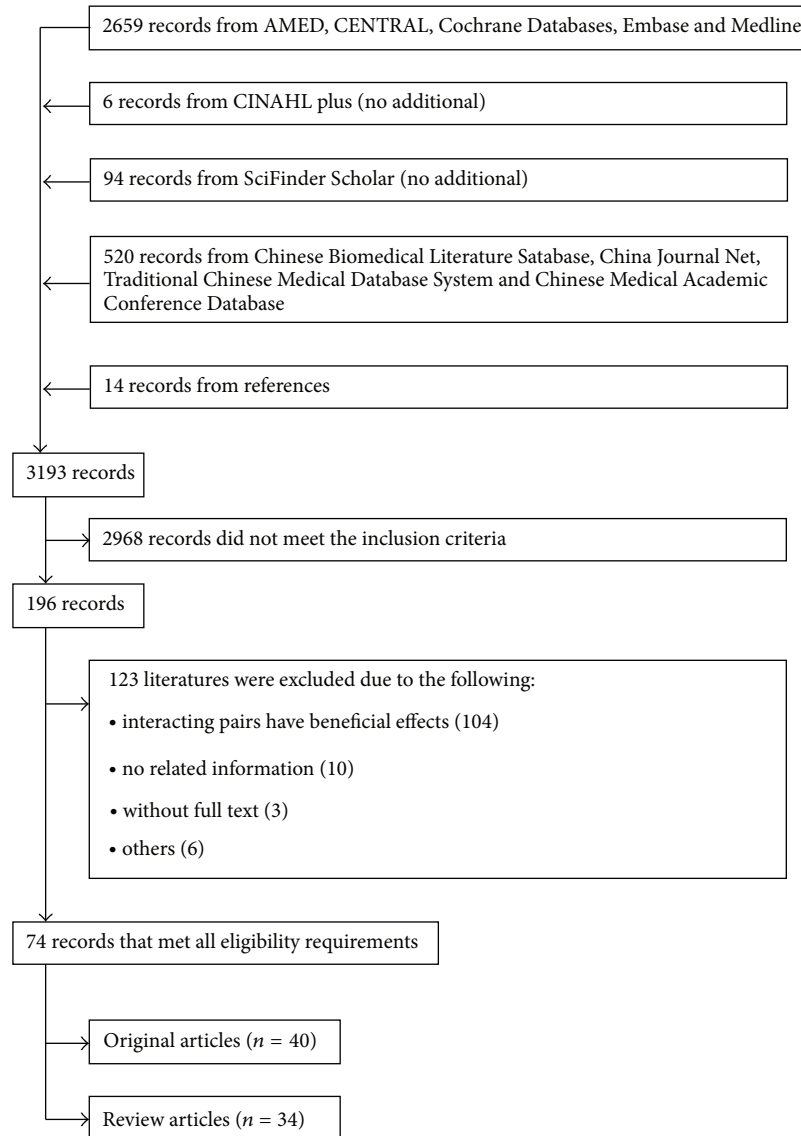 2659 records from AMED, CENTRAL, Cochrane Databases, Embase and Medline
6 records from CINAHL plus (no additional)
94 records from SciFinder Scholar (no additional)
520 records from Chinese Biomedical Literature Satabase, China Journal Net,
Traditional Chinese Medical Database System and Chinese Medical Academic
Conference Database
14 records from references
3193 records
2968 records did not meet the inclusion criteria
196 records
123 literatures were excluded due to the following:
• interacting pairs have beneficial effects (104)
• no related information (10)
• without full text (3)
• others (6)
74 records that met all eligibility requirements
Original articles (n = 40)
Review articles (n = 34)